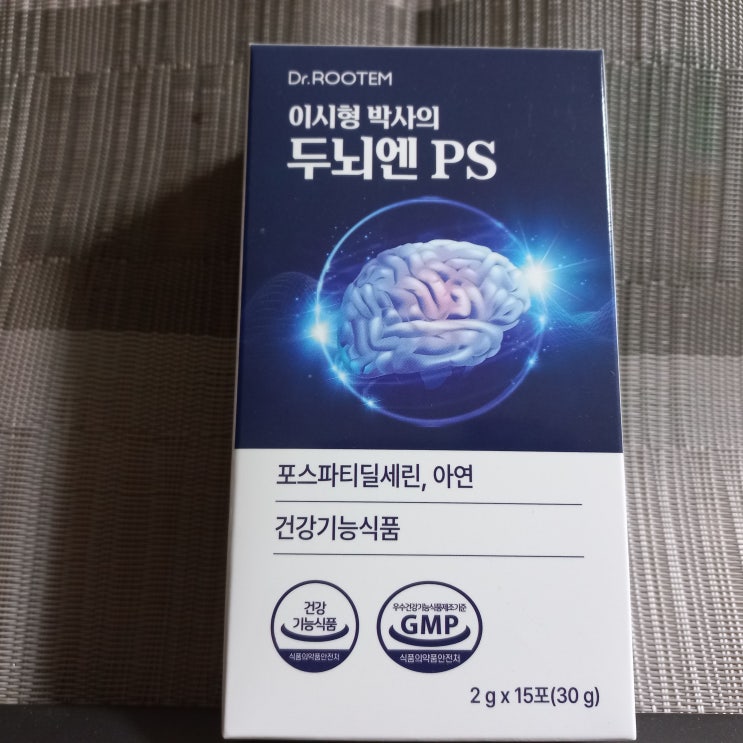 Dr.ROOTEM
이시형 박사의
두뇌엔 PS
포스파티딜세린, 아연
건강기능식품
건강
기능식품
식품의약품안전처
우수건강기능식품제조기준
GMP
식품의약품안전처
2 g x 15포(30 g)